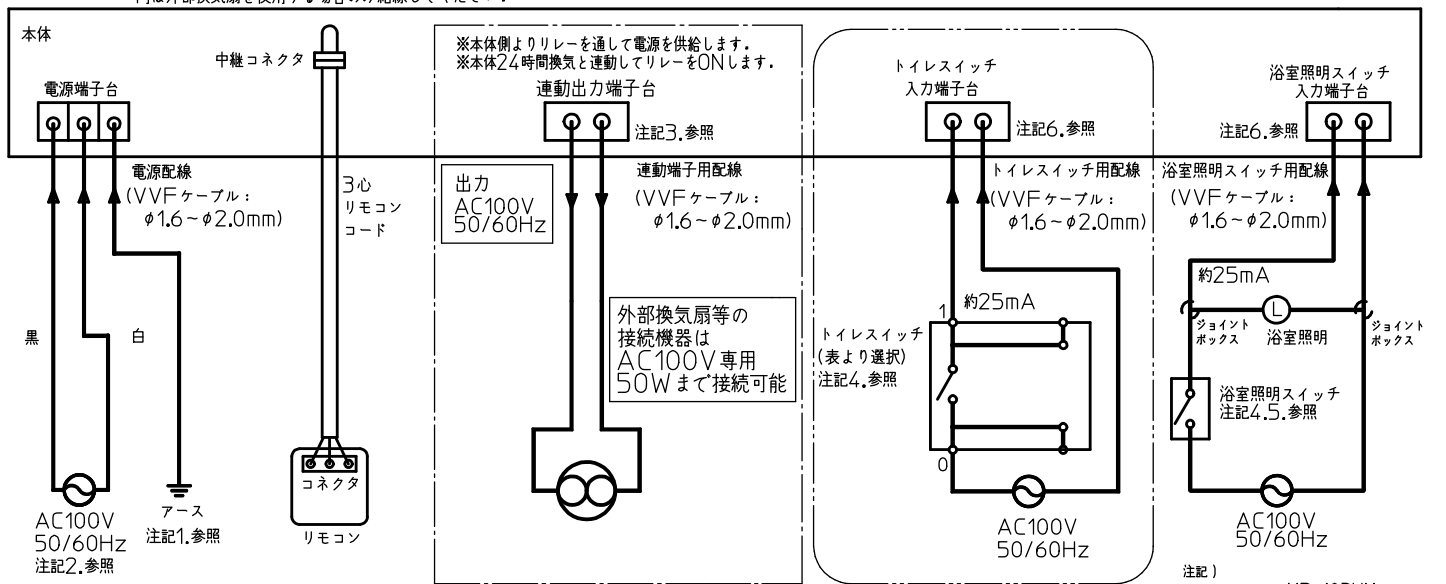 本体
中継コネクタ
電源端子台
電源配線
(VVFケーブル:
φ1.6~φ2.0mm)
黒
白
AC100V
50/60Hz
注記2.参照
アース
注記1.参照
3心
リモコン
コード
コネクタ
リモコン
※本体側よりリレーを通して電源を供給します.
※本体24時間換気と連動してリレーをONします.
連動出力端子台
注記3.参照
出力
AC100V
50/60Hz
連動端子用配線
(VVFケーブル:
φ1.6~φ2.0mm)
外部換気扇等の
接続機器は
AC100V専用
50Wまで接続可能
トイレスイッチ
入力端子台
注記6.参照
トイレスイッチ用配線
(VVFケーブル:
φ1.6~φ2.0mm)
約25mA
1
トイレスイッチ
(表より選択)
注記4.参照
0
AC100V
50/60Hz
浴室照明スイッチ
入力端子台
注記6.参照
浴室照明スイッチ用配線
(VVFケーブル:
φ1.6~φ2.0mm)
約25mA
L
ジョイント
ボックス
浴室照明
ジョイント
ボックス
浴室照明スイッチ
注記4.5.参照
AC100V
50/60Hz
注記)